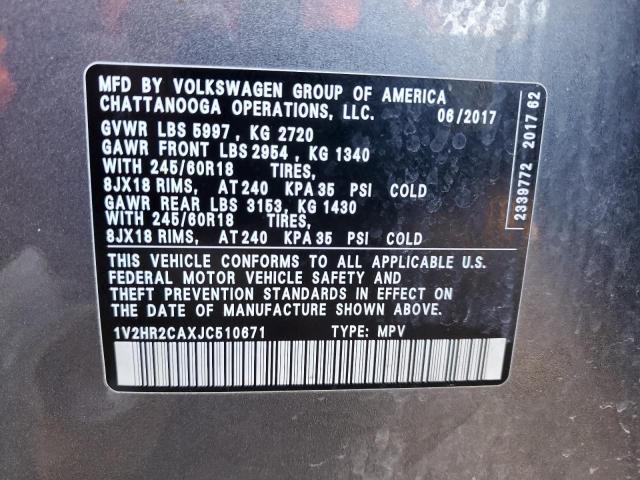 MFD BY VOLKSWAGEN GROUP OF AMERICA
CHATTANOOGA OPERATIONS, LLC. 06/2017
GVWR LBS 5997 , KG 2720
GAWR FRONT LBS 2954 , KG 1340
WITH 245/60R18 TIRES,
8JX18 RIMS, AT 240 KPA 35 PSI COLD
GAWR REAR LBS 3153, KG 1430
WITH 245/60R18 TIRES,
8JX18 RIMS, AT 240 KPA 35 PSI COLD
THIS VEHICLE CONFORMS TO ALL APPLICABLE U.S.
FEDERAL MOTOR VEHICLE SAFETY AND
THEFT PREVENTION STANDARDS IN EFFECT ON
THE DATE OF MANUFACTURE SHOWN ABOVE.
1V2HR2CAXJC510671 TYPE: MPV
2339772 2017 62